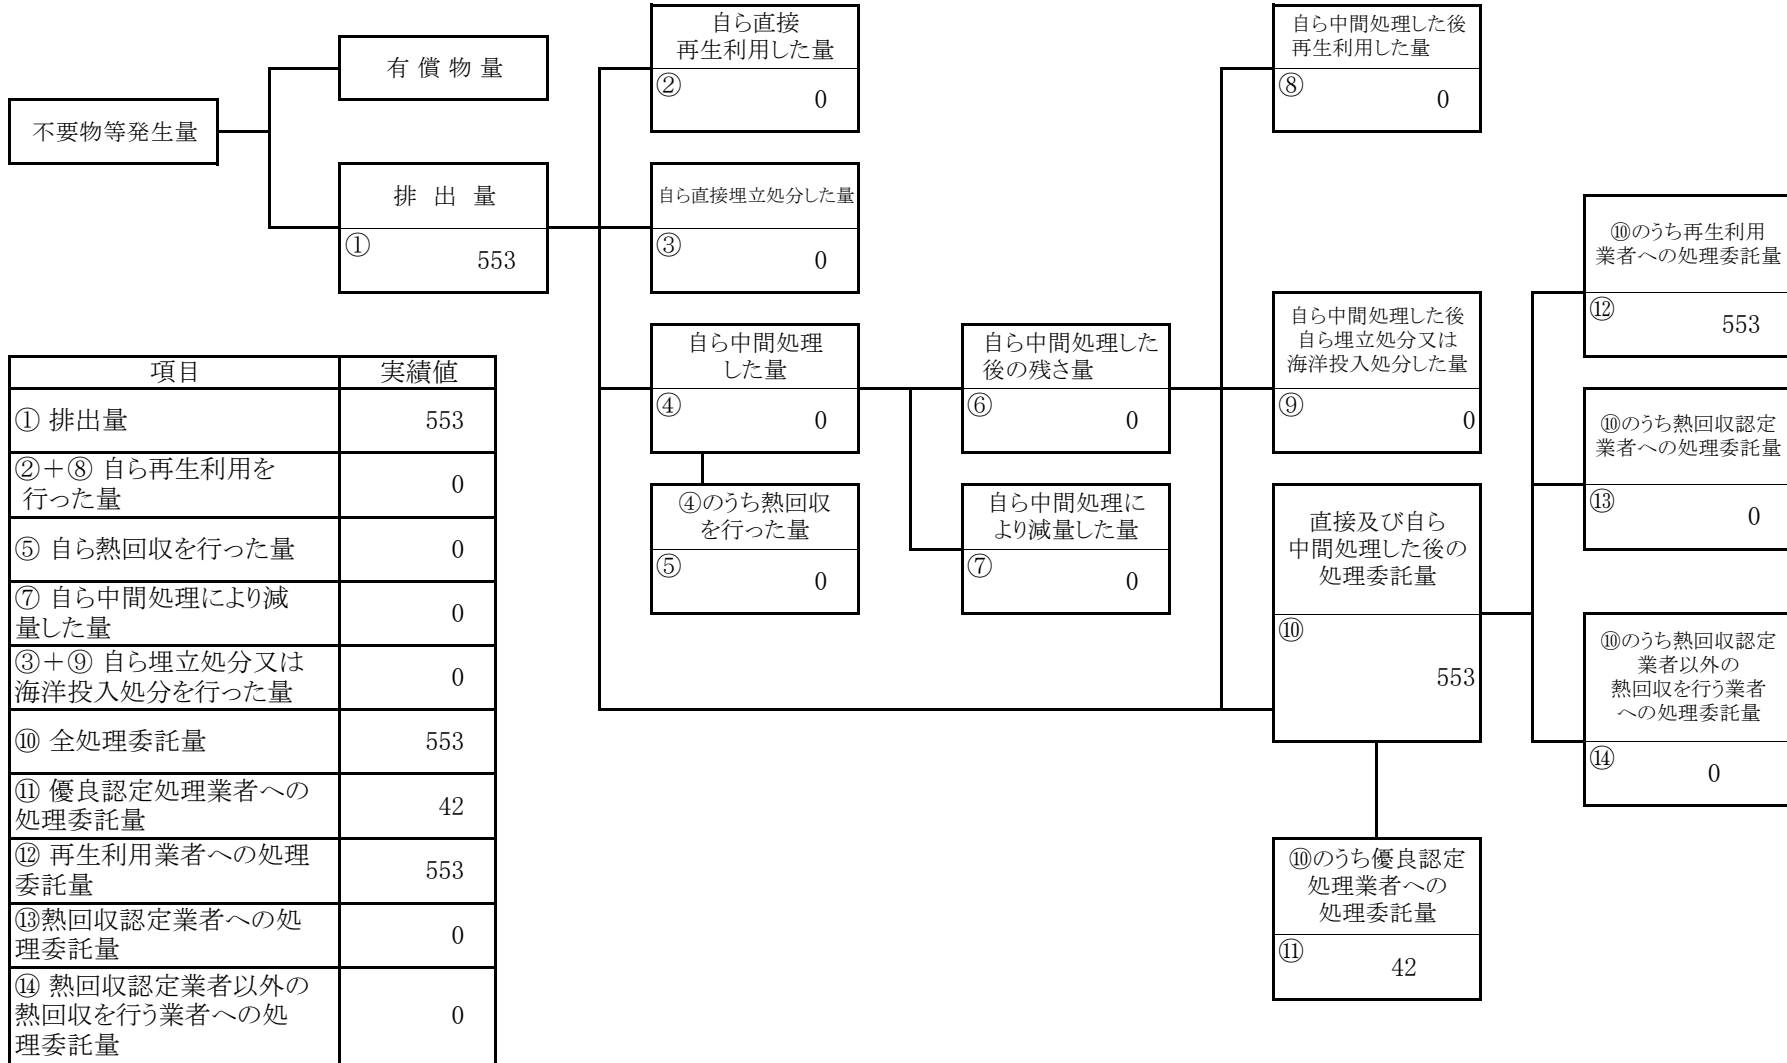 不要物等発生量
有 償 物 量
排 出 量
①
553
自ら直接
再生利用した量
②
0
自ら直接埋立処分した量
③
0
自ら中間処理
した量
④
0
④のうち熱回収
を行った量
⑤
0
自ら中間処理した
後の残さ量
⑥
0
自ら中間処理に
より減量した量
⑦
0
自ら中間処理した後
再生利用した量
⑧
0
自ら中間処理した後
自ら埋立処分又は
海洋投入処分した量
⑨
0
直接及び自ら
中間処理した後の
処理委託量
⑩
553
⑩のうち優良認定
処理業者への
処理委託量
⑪
42
⑩のうち再生利用
業者への処理委託量
⑫
553
⑩のうち熱回収認定
業者への処理委託量
⑬
0
⑩のうち熱回収認定
業者以外の
熱回収を行う業者
への処理委託量
⑭
0
項目 実績値
① 排出量 553
②+⑧ 自ら再生利用を
行った量 0
⑤ 自ら熱回収を行った量 0
⑦ 自ら中間処理により減
量した量 0
③+⑨ 自ら埋立処分又は
海洋投入処分を行った量 0
⑩ 全処理委託量 553
⑪ 優良認定処理業者への
処理委託量 42
⑫ 再生利用業者への処理
委託量 553
⑬熱回収認定業者への処
理委託量 0
⑭ 熱回収認定業者以外の
熱回収を行う業者への処
理委託量 0